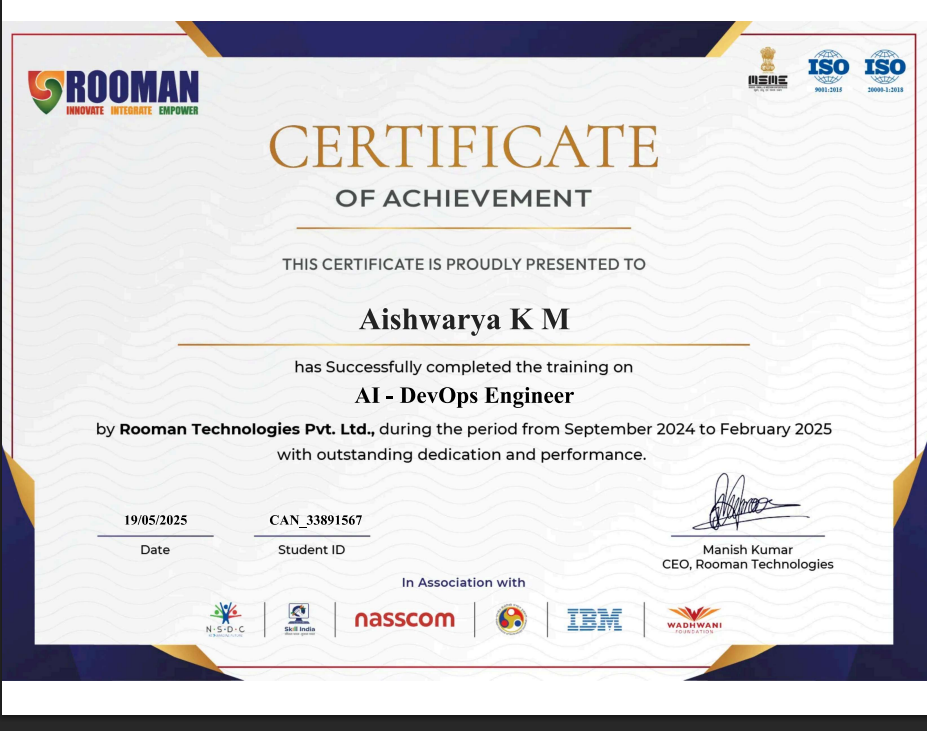 ROOMAN
INNOVATE INTEGRATE EMPOWER
MSME
ISO
9001:2015
ISO
20000-1:2018
CERTIFICATE
OF ACHIEVEMENT
THIS CERTIFICATE IS PROUDLY PRESENTED TO
Aishwarya K M
has Successfully completed the training on
AI - DevOps Engineer
by Rooman Technologies Pvt. Ltd., during the period from September 2024 to February 2025
with outstanding dedication and performance.
19/05/2025
Date
CAN_33891567
Student ID
Manish Kumar
CEO, Rooman Technologies
In Association with
N·S·D·C
Skill India
nasscom
IBM
WADHWANI
FOUNDATION